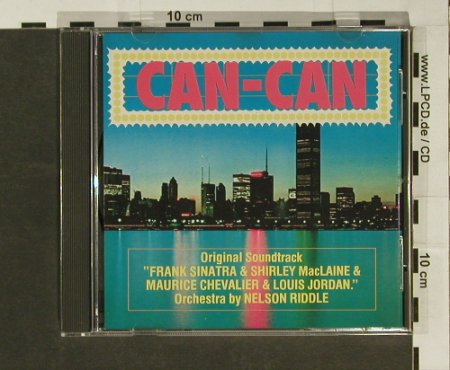 10 cm
CAN-CAN
Original Soundtrack
"FRANK SINATRA & SHIRLEY MacLAINE &
MAURICE CHEVALIER & LOUIS JORDAN."
Orchestra by NELSON RIDDLE
www.LPCD.de / CD
10 cm